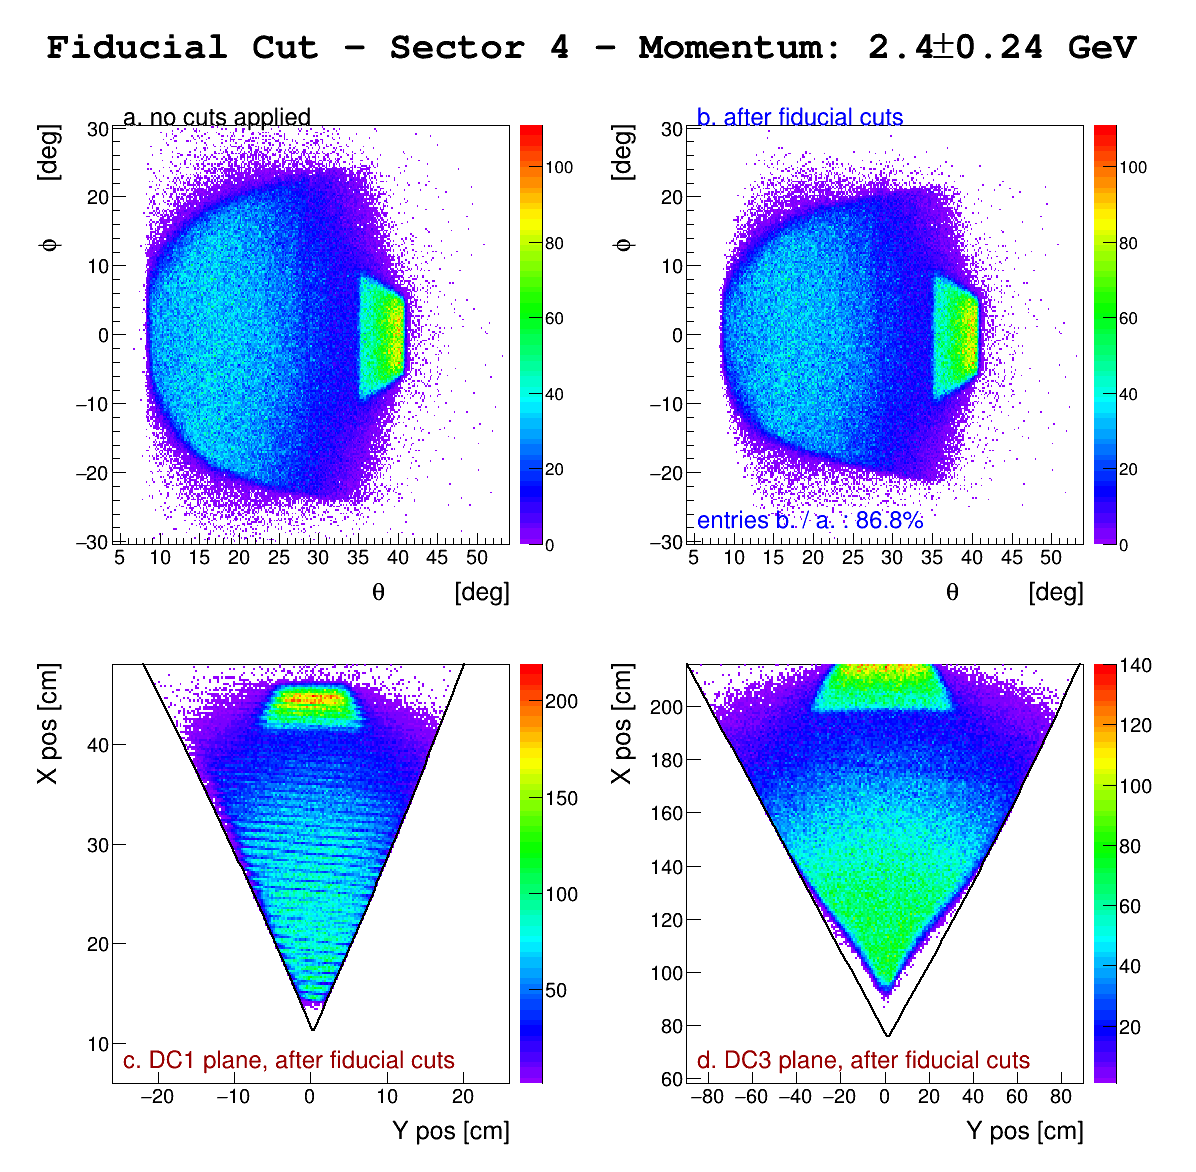 Fiducial Cut – Sector 4 – Momentum: 2.4±0.24 GeV
a. no cuts applied
ϕ [deg]
30
20
10
0
−10
−20
−30
5 10 15 20 25 30 35 40 45 50
θ [deg]
100
80
60
40
20
0
b. after fiducial cuts
ϕ [deg]
30
20
10
0
−10
−20
−30
entries b. / a. : 86.8%
5 10 15 20 25 30 35 40 45 50
θ [deg]
100
80
60
40
20
0
X pos [cm]
40
30
20
10
c. DC1 plane, after fiducial cuts
−20 −10 0 10 20
Y pos [cm]
200
150
100
50
X pos [cm]
200
180
160
140
120
100
80
60
d. DC3 plane, after fiducial cuts
−80 −60 −40 −20 0 20 40 60 80
Y pos [cm]
140
120
100
80
60
40
20